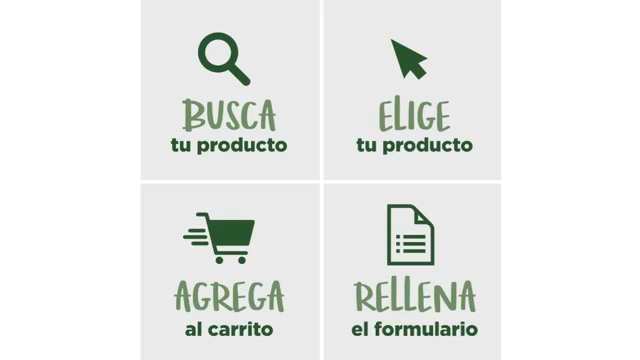 BUSCA
tu producto
ELIGE
tu producto
AGREGA
al carrito
RELLENA
el formulario